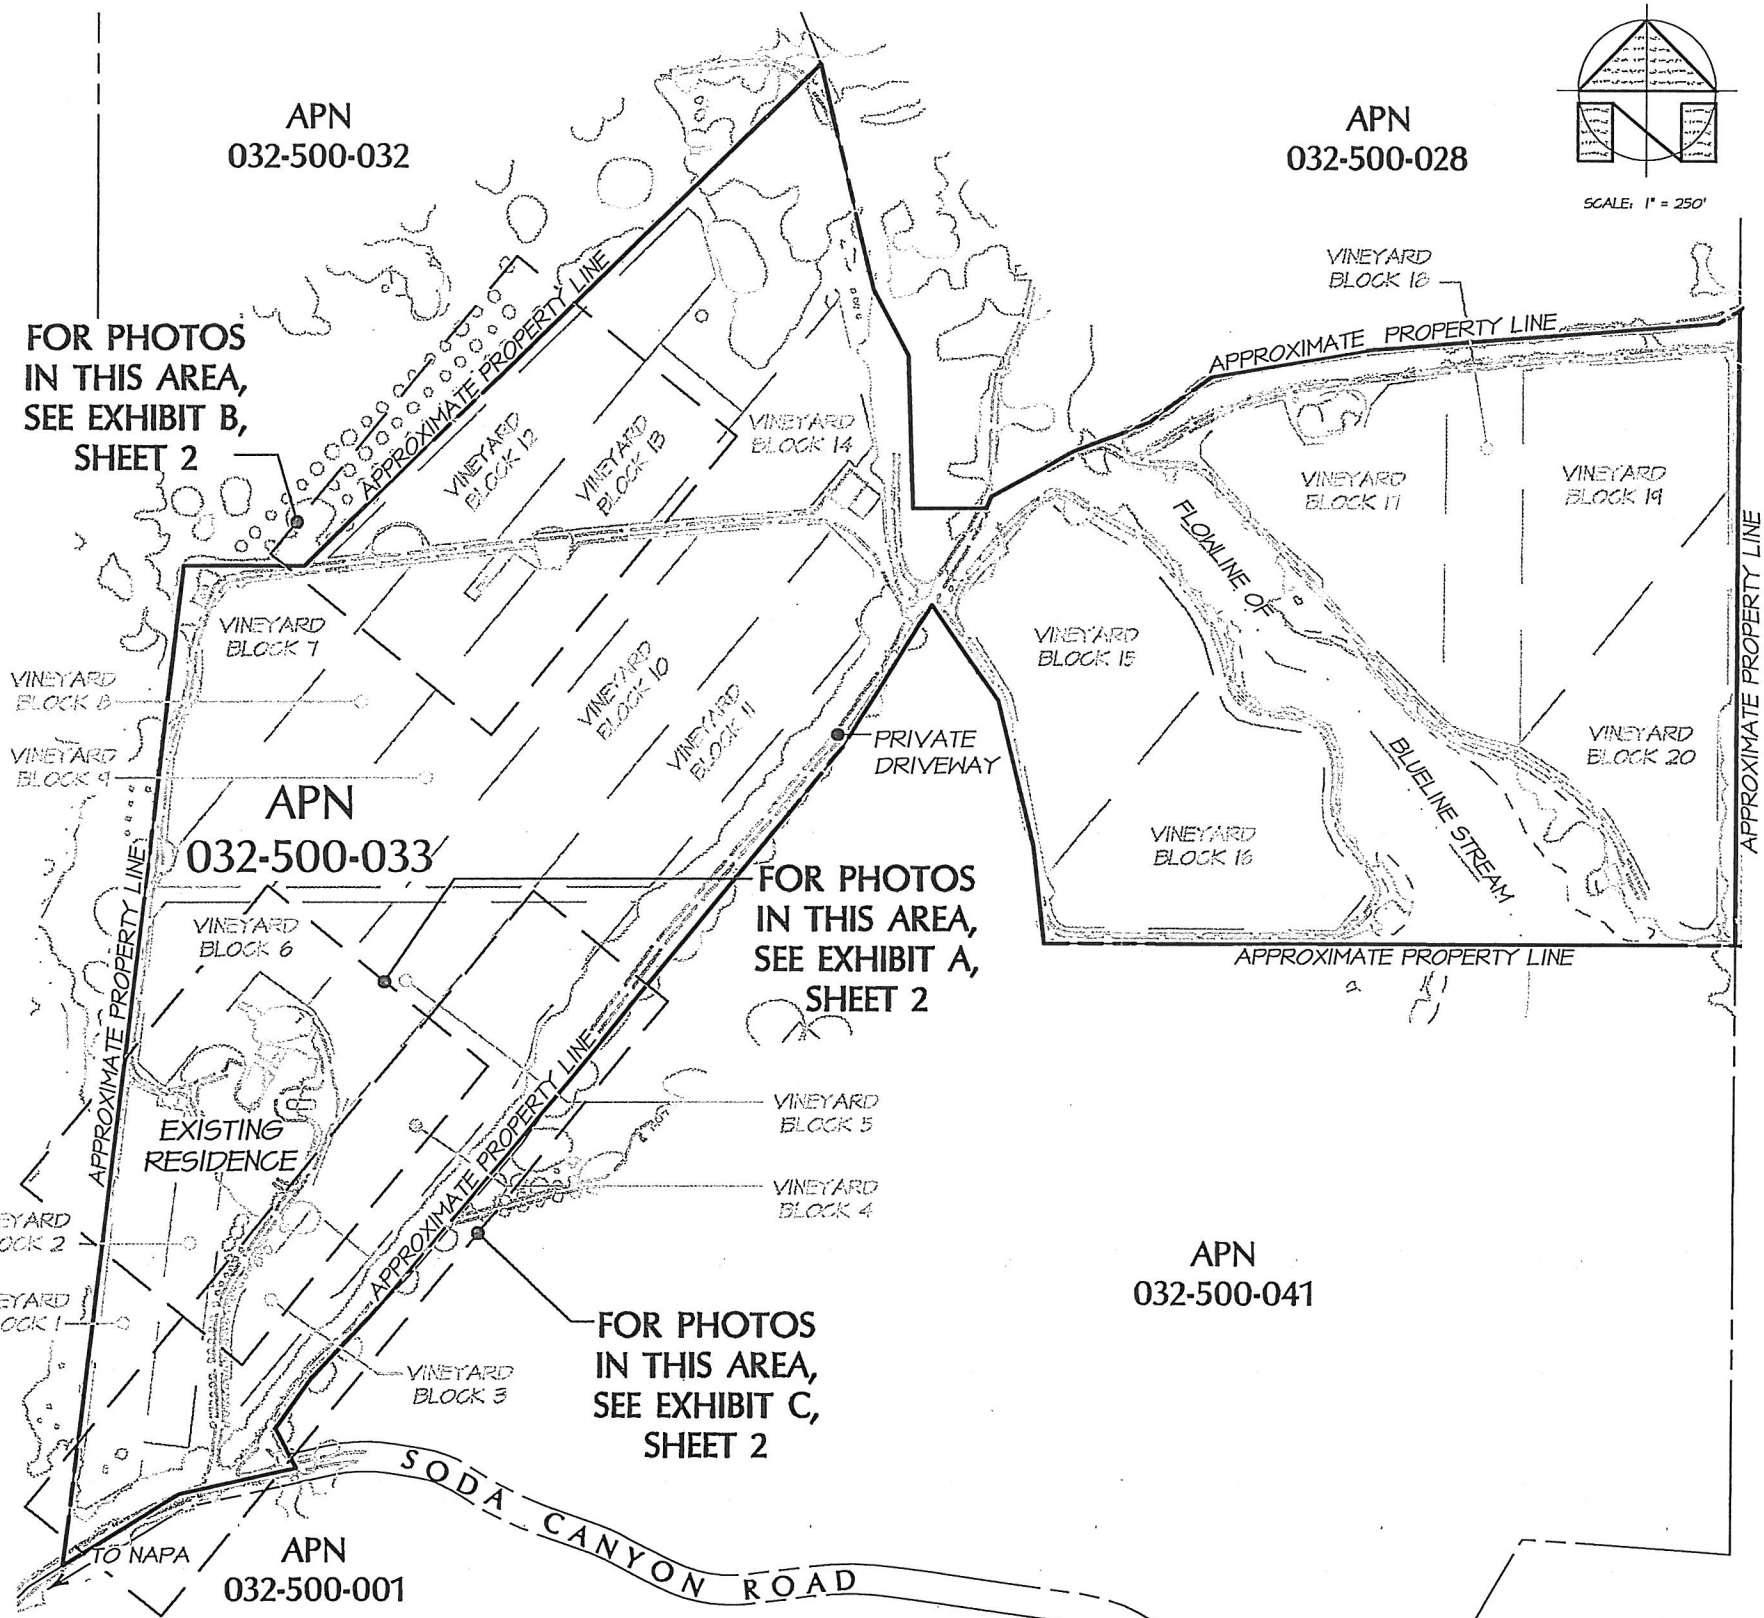 APN
032-500-032
APN
032-500-028
N
SCALE: 1" = 250'
VINEYARD
BLOCK 18
APPROXIMATE PROPERTY LINE
APPROXIMATE PROPERTY LINE
FOR PHOTOS
IN THIS AREA,
SEE EXHIBIT B,
SHEET 2
VINEYARD
BLOCK 12
VINEYARD
BLOCK 13
VINEYARD
BLOCK 14
VINEYARD
BLOCK 17
VINEYARD
BLOCK 19
FLOWLINE OF
BLUELINE STREAM
APPROXIMATE PROPERTY LINE
VINEYARD
BLOCK 7
VINEYARD
BLOCK 8
VINEYARD
BLOCK 9
VINEYARD
BLOCK 10
VINEYARD
BLOCK 11
VINEYARD
BLOCK 15
PRIVATE
DRIVEWAY
VINEYARD
BLOCK 20
APN
032-500-033
VINEYARD
BLOCK 16
APPROXIMATE PROPERTY LINE
FOR PHOTOS
IN THIS AREA,
SEE EXHIBIT A,
SHEET 2
VINEYARD
BLOCK 6
APPROXIMATE PROPERTY LINE
APPROXIMATE PROPERTY LINE
EXISTING
RESIDENCE
VINEYARD
BLOCK 5
VINEYARD
BLOCK 4
EYARD
OCK 2
EYARD
OCK 1
APN
032-500-041
FOR PHOTOS
IN THIS AREA,
SEE EXHIBIT C,
SHEET 2
VINEYARD
BLOCK 3
SODA CANYON ROAD
TO NAPA
APN
032-500-001